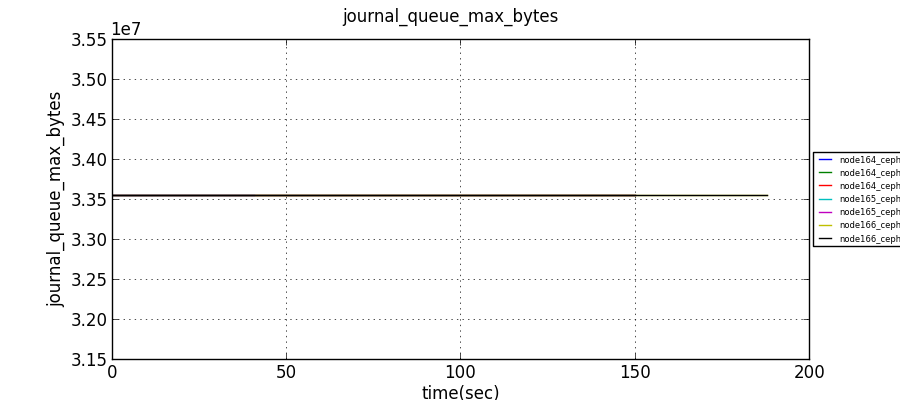 journal_queue_max_bytes
1e7
3.55
3.50
3.45
3.40
3.35
3.30
3.25
3.20
3.15
journal_queue_max_bytes
0 50 100 150 200
time(sec)
node164_ceph
node164_ceph
node164_ceph
node165_ceph
node165_ceph
node166_ceph
node166_ceph